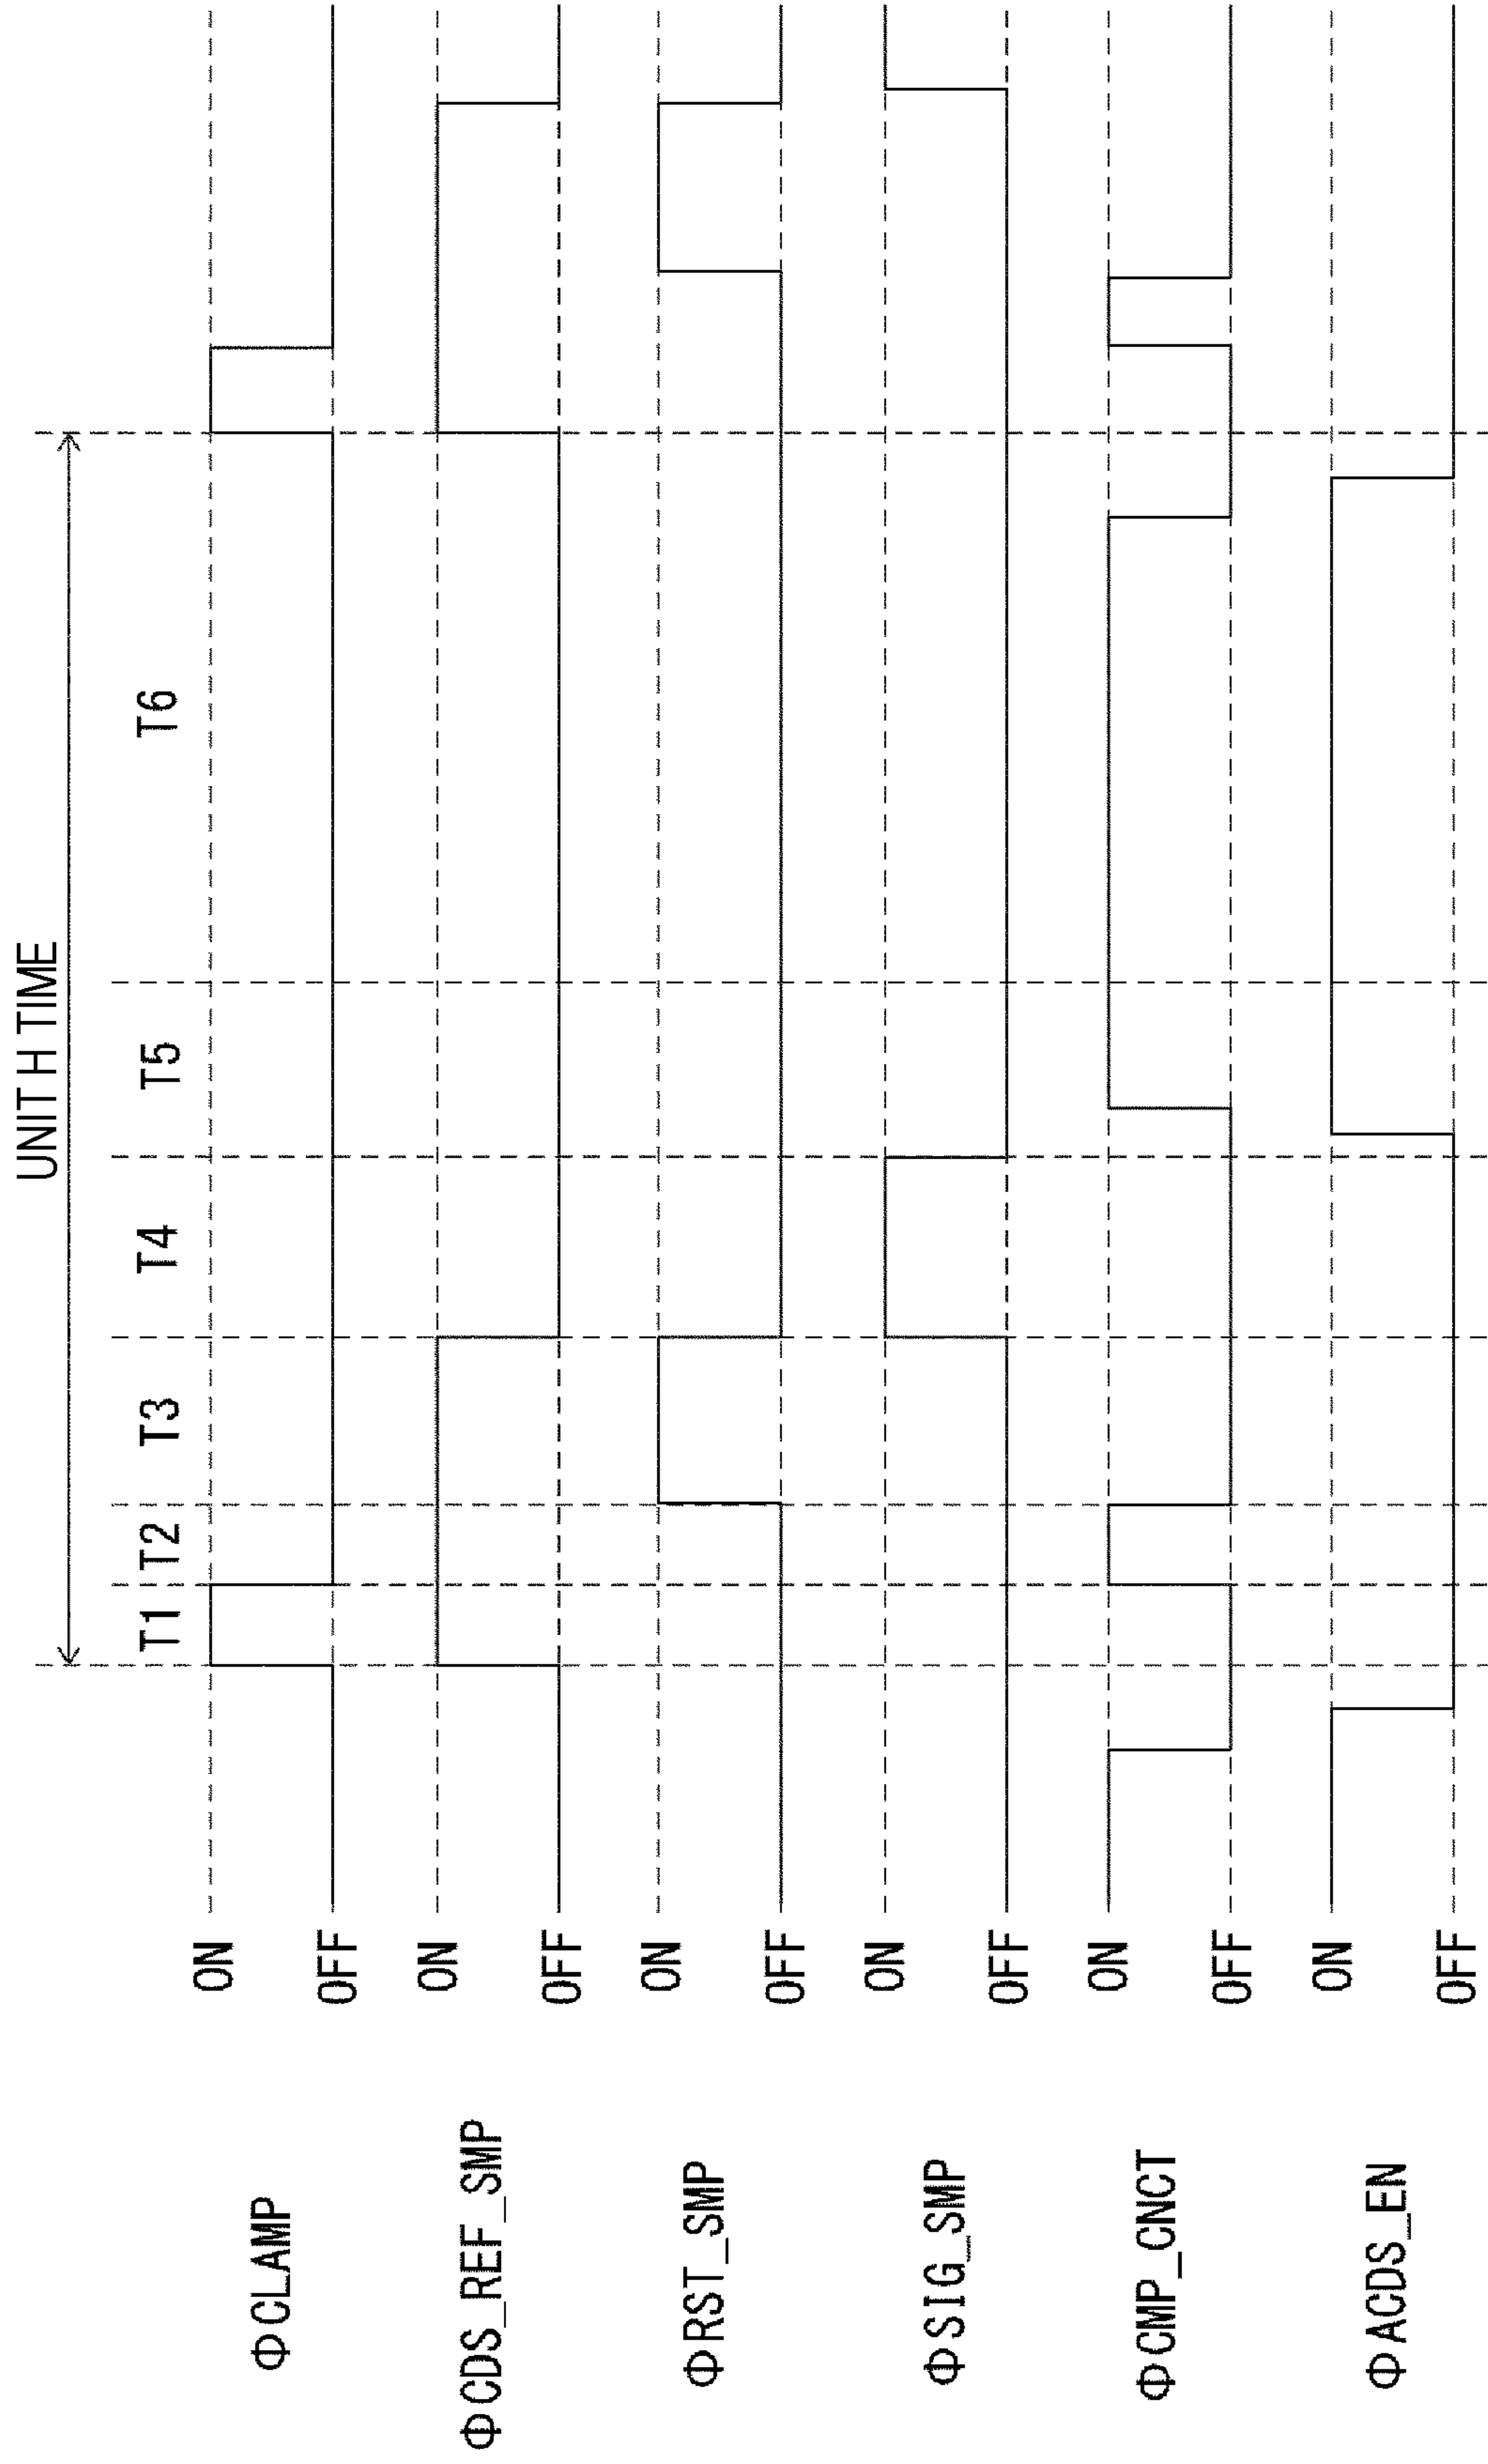 UNIT H TIME
T1 T2 T3 T4 T5 T6
ΦCLAMP ON
OFF
ΦCDS_REF_SMP ON
OFF
ΦRST_SMP ON
OFF
ΦSIG_SMP ON
OFF
ΦCMP_CNCT ON
OFF
ΦACDS_EN ON
OFF